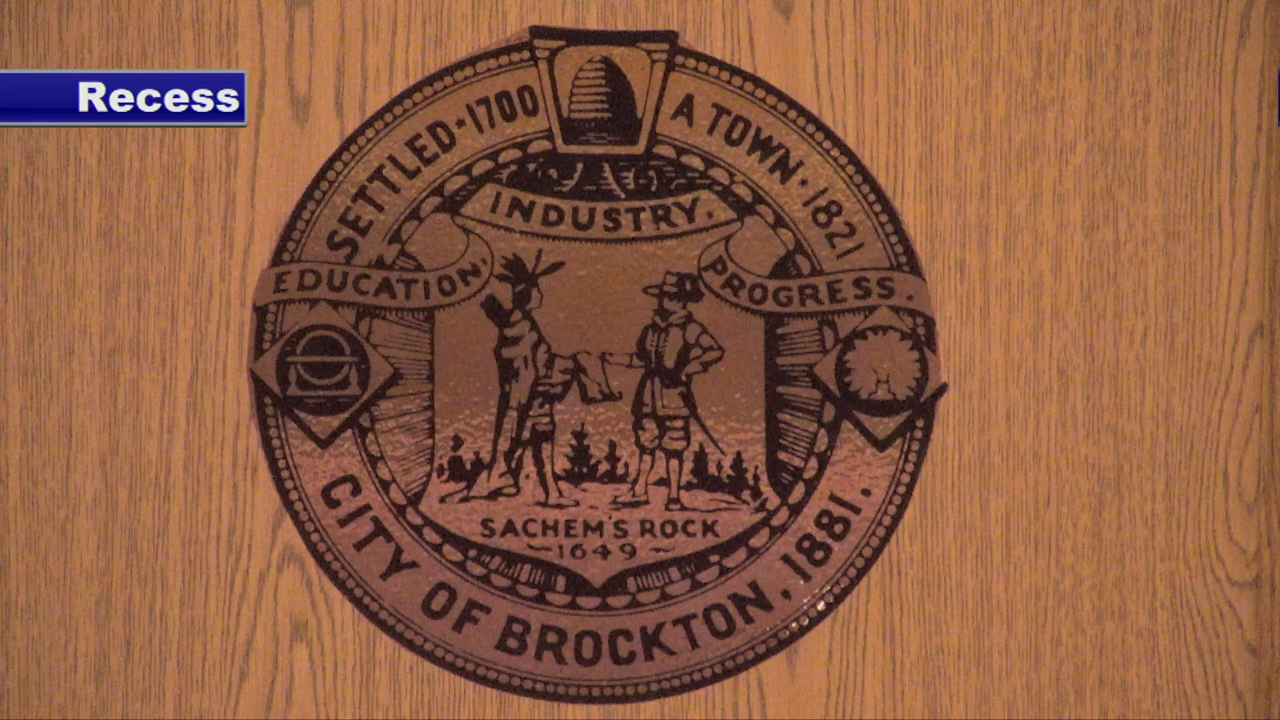 Recess
SETTLED·1700
A TOWN·1821
INDUSTRY.
EDUCATION.
PROGRESS.
SACHEM'S ROCK
~1649~
CITY OF BROCKTON, 1881.